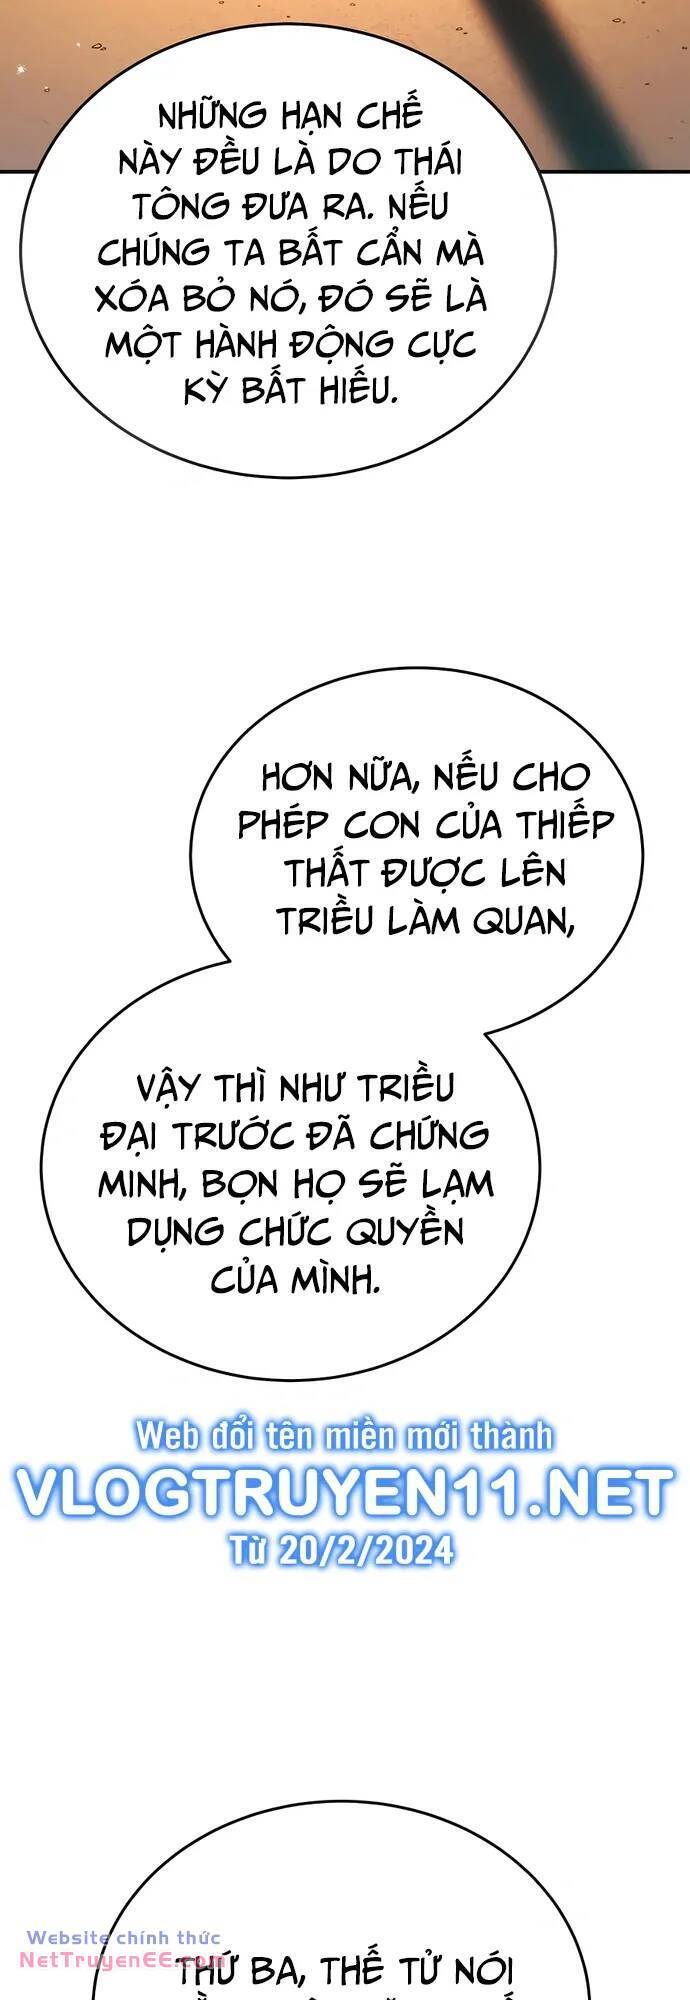 NHỮNG HẠN CHẾ
NÀY ĐỀU LÀ DO THÁI
TÔNG ĐƯA RA. NẾU
CHÚNG TA BẤT CẨN MÀ
XÓA BỎ NÓ, ĐÓ SẼ LÀ
MỘT HÀNH ĐỘNG CỰC
KỲ BẤT HIẾU.
HƠN NỮA, NẾU CHO
PHÉP CON CỦA THIẾP
THẤT ĐƯỢC LÊN
TRIỀU LÀM QUAN,
VẬY THÌ NHƯ TRIỀU
ĐẠI TRƯỚC ĐÃ CHỨNG
MINH, BỌN HỌ SẼ LẠM
DỤNG CHỨC QUYỀN
CỦA MÌNH.
Web đổi tên miền mới thành
VLOGTRUYEN11.NET
Từ 20/2/2024
Website chính thức
NetTruyenEE.com
THỨ BA, THẾ TỬ NÓI